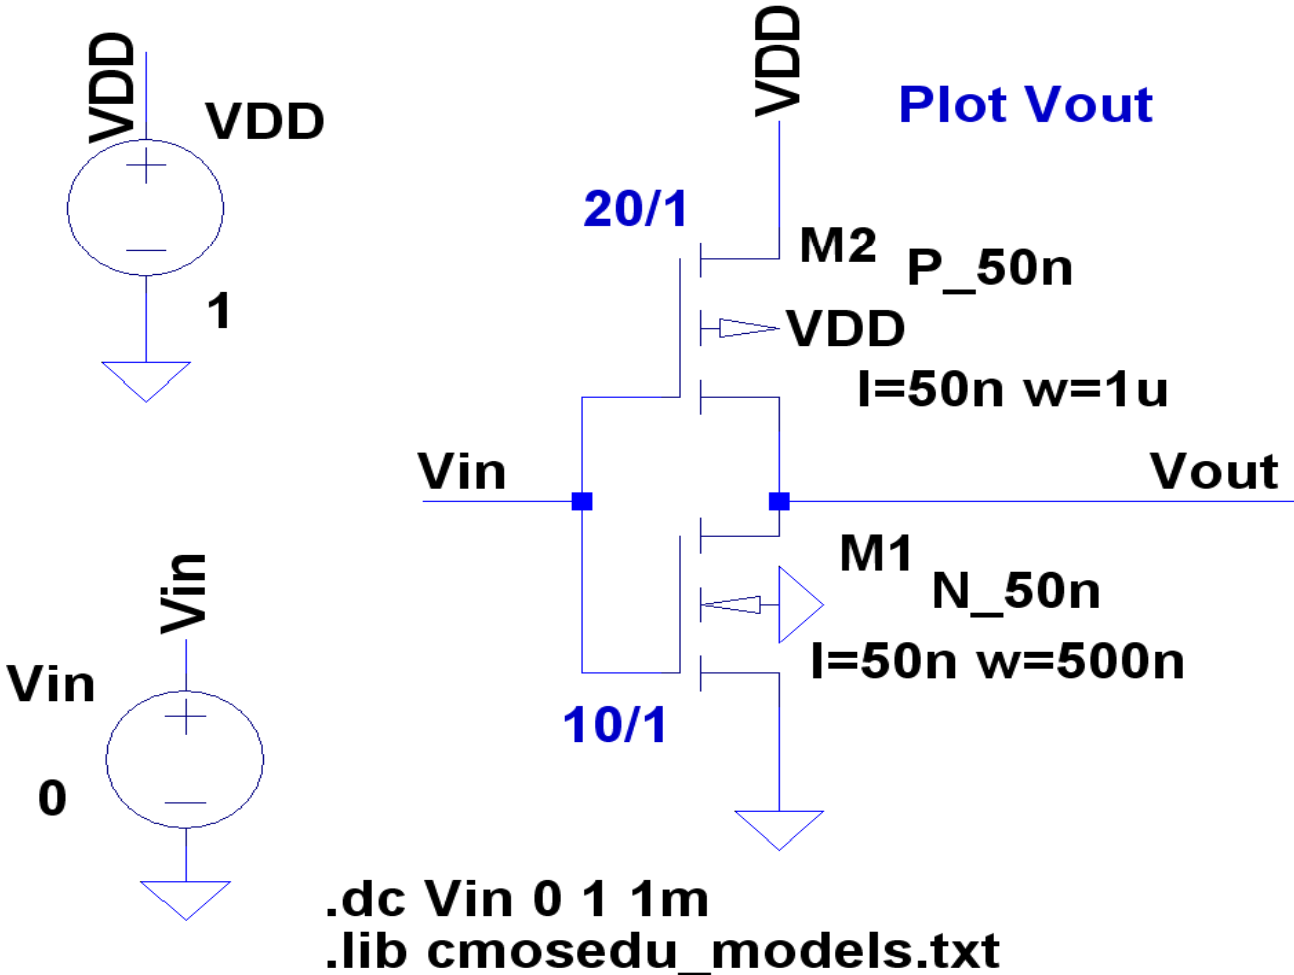 VDD
VDD
1
Vin
Vin
0
VDD
Plot Vout
20/1
M2
P_50n
VDD
l=50n w=1u
Vin
Vout
M1
N_50n
l=50n w=500n
10/1
.dc Vin 0 1 1m
.lib cmosedu_models.txt